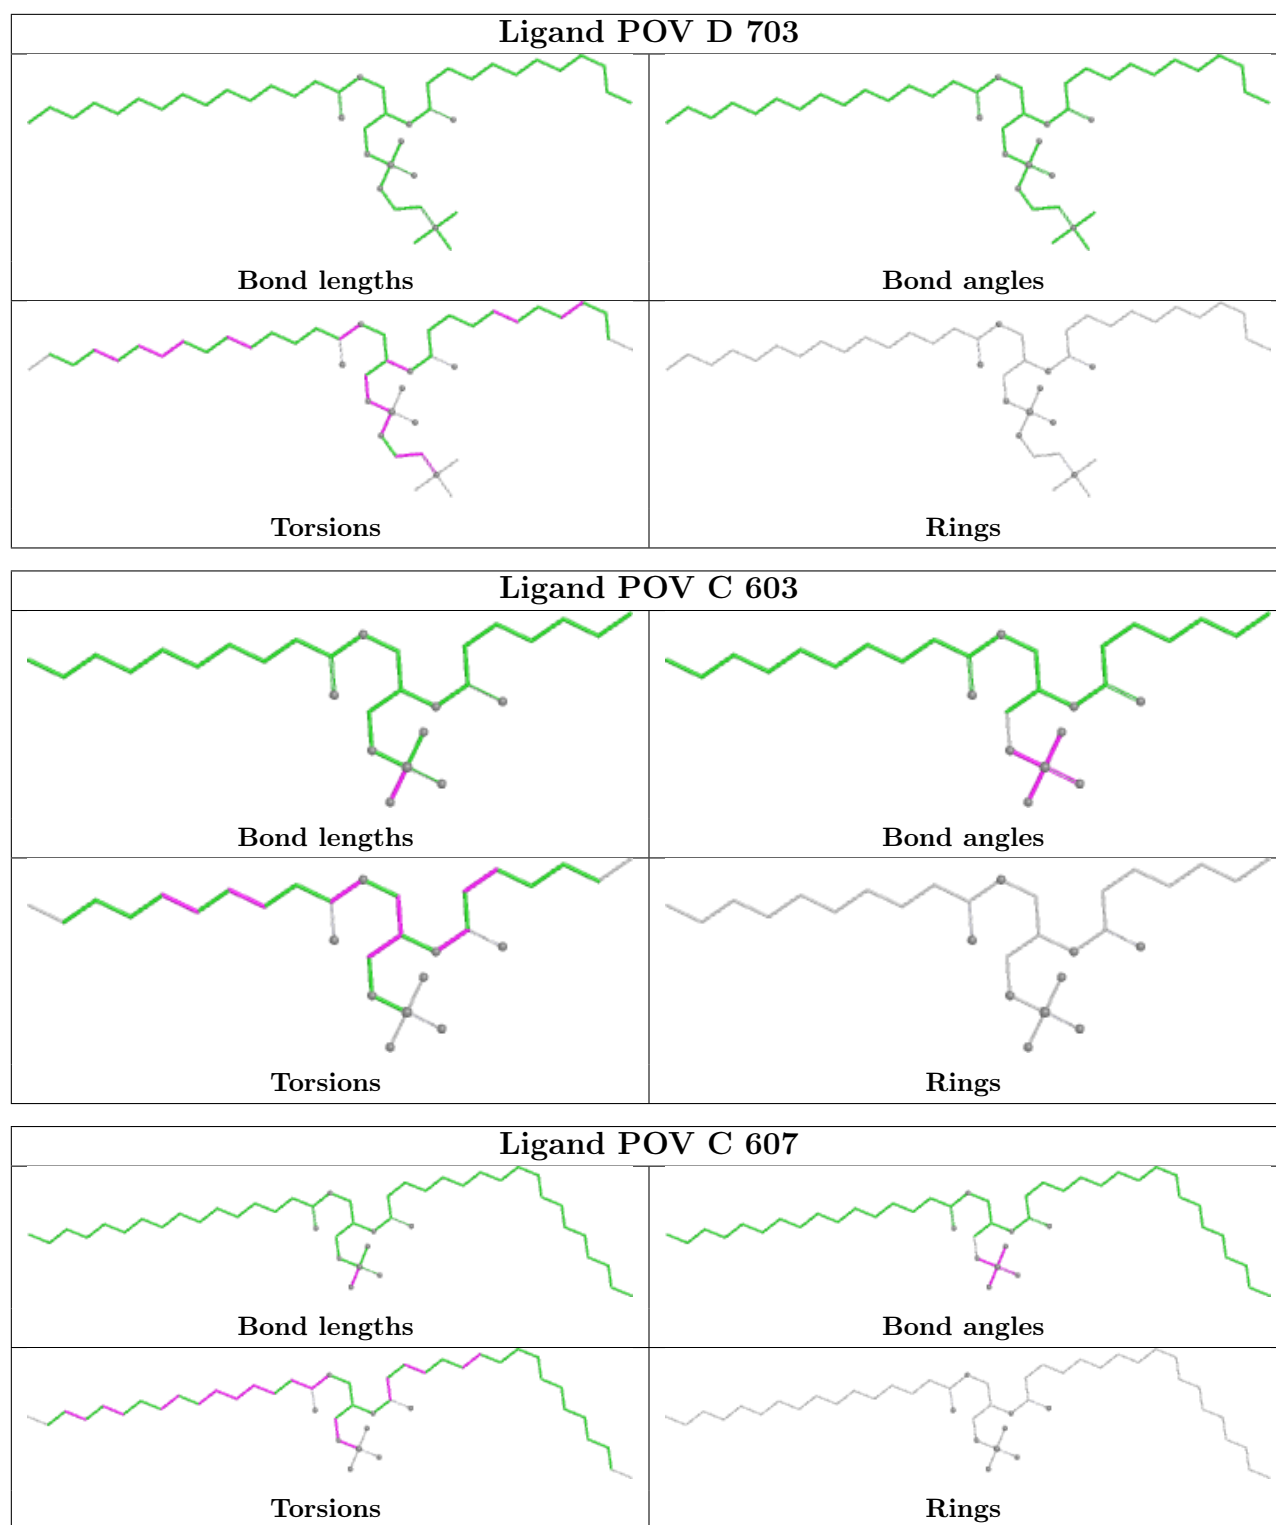 Ligand POV D 703
Bond lengths
Bond angles
Torsions
Rings
Ligand POV C 603
Bond lengths
Bond angles
Torsions
Rings
Ligand POV C 607
Bond lengths
Bond angles
Torsions
Rings